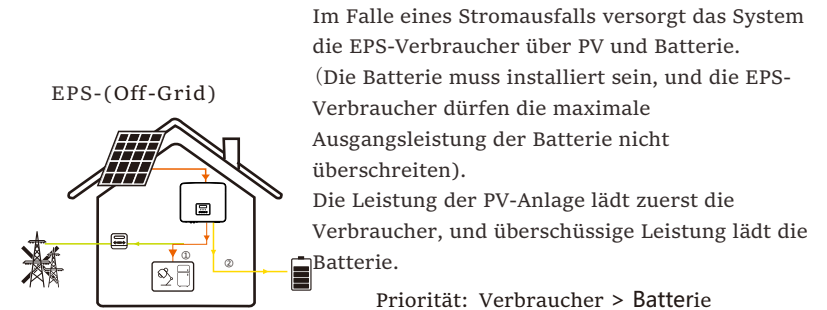 Im Falle eines Stromausfalls versorgt das System
die EPS-Verbraucher über PV und Batterie.
（Die Batterie muss installiert sein, und die EPS-
Verbraucher dürfen die maximale
Ausgangsleistung der Batterie nicht
überschreiten).
Die Leistung der PV-Anlage lädt zuerst die
Verbraucher, und überschüssige Leistung lädt die
Batterie.
Priorität: Verbraucher > Batterie
EPS-(Off-Grid)
①
②